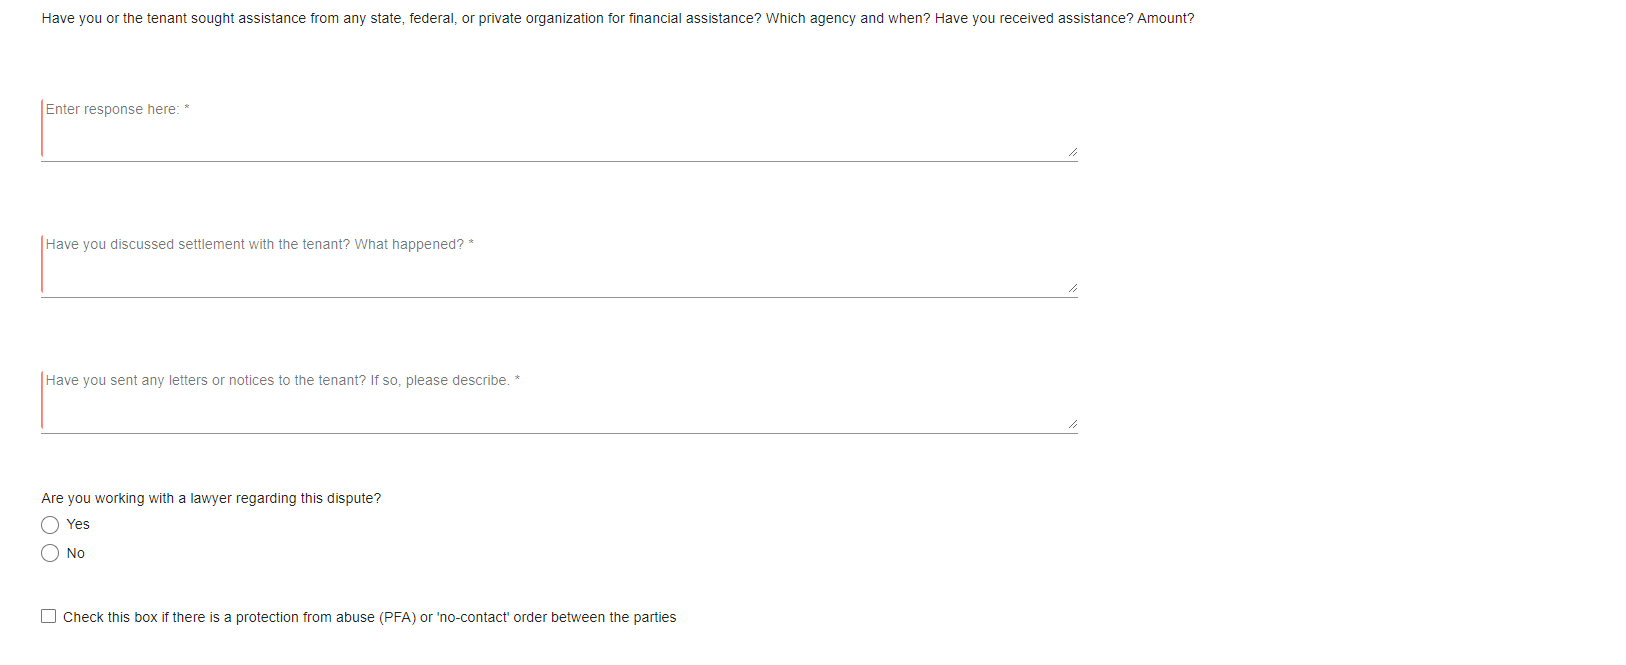 Have you or the tenant sought assistance from any state, federal, or private organization for financial assistance? Which agency and when? Have you received assistance? Amount?
Enter response here: *
Have you discussed settlement with the tenant? What happened? *
Have you sent any letters or notices to the tenant? If so, please describe. *
Are you working with a lawyer regarding this dispute?
Yes
No
Check this box if there is a protection from abuse (PFA) or 'no-contact' order between the parties